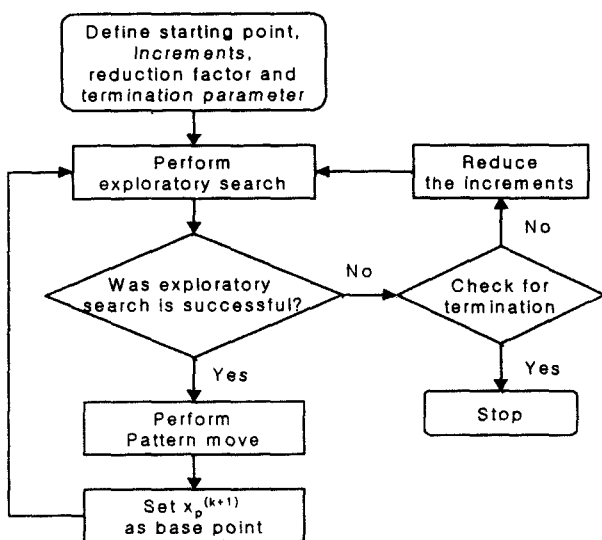 Define starting point,
Increments,
reduction factor and
termination parameter
Perform
exploratory search
Reduce
the increments
No
Was exploratory
search is successful?
No
Check for
termination
Yes
Yes
Perform
Pattern move
Stop
Set xₚ⁽ᵏ⁺¹⁾
as base point